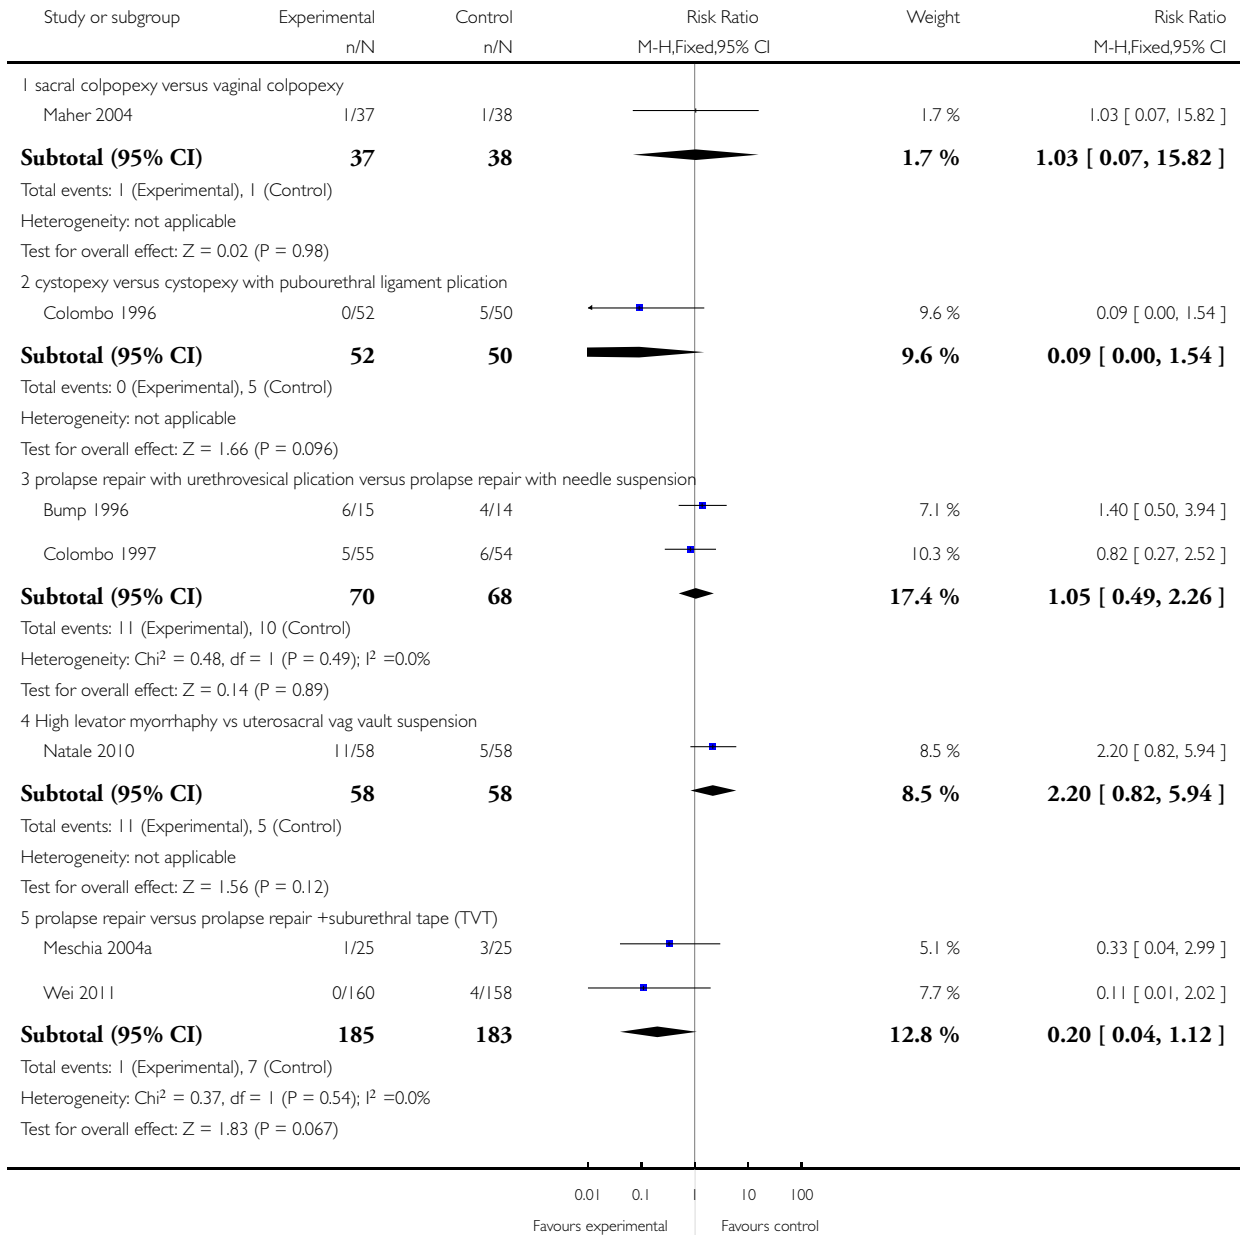 Study or subgroup Experimental Control Risk Ratio Weight Risk Ratio
n/N n/N M-H,Fixed,95% CI M-H,Fixed,95% CI
1 sacral colpopexy versus vaginal colpopexy
Maher 2004 1/37 1/38 1.7 % 1.03 [ 0.07, 15.82 ]
Subtotal (95% CI) 37 38 1.7 % 1.03 [ 0.07, 15.82 ]
Total events: 1 (Experimental), 1 (Control)
Heterogeneity: not applicable
Test for overall effect: Z = 0.02 (P = 0.98)
2 cystopexy versus cystopexy with pubourethral ligament plication
Colombo 1996 0/52 5/50 9.6 % 0.09 [ 0.00, 1.54 ]
Subtotal (95% CI) 52 50 9.6 % 0.09 [ 0.00, 1.54 ]
Total events: 0 (Experimental), 5 (Control)
Heterogeneity: not applicable
Test for overall effect: Z = 1.66 (P = 0.096)
3 prolapse repair with urethrovesical plication versus prolapse repair with needle suspension
Bump 1996 6/15 4/14 7.1 % 1.40 [ 0.50, 3.94 ]
Colombo 1997 5/55 6/54 10.3 % 0.82 [ 0.27, 2.52 ]
Subtotal (95% CI) 70 68 17.4 % 1.05 [ 0.49, 2.26 ]
Total events: 11 (Experimental), 10 (Control)
Heterogeneity: Chi² = 0.48, df = 1 (P = 0.49); I² =0.0%
Test for overall effect: Z = 0.14 (P = 0.89)
4 High levator myorrhaphy vs uterosacral vag vault suspension
Natale 2010 11/58 5/58 8.5 % 2.20 [ 0.82, 5.94 ]
Subtotal (95% CI) 58 58 8.5 % 2.20 [ 0.82, 5.94 ]
Total events: 11 (Experimental), 5 (Control)
Heterogeneity: not applicable
Test for overall effect: Z = 1.56 (P = 0.12)
5 prolapse repair versus prolapse repair +suburethral tape (TVT)
Meschia 2004a 1/25 3/25 5.1 % 0.33 [ 0.04, 2.99 ]
Wei 2011 0/160 4/158 7.7 % 0.11 [ 0.01, 2.02 ]
Subtotal (95% CI) 185 183 12.8 % 0.20 [ 0.04, 1.12 ]
Total events: 1 (Experimental), 7 (Control)
Heterogeneity: Chi² = 0.37, df = 1 (P = 0.54); I² =0.0%
Test for overall effect: Z = 1.83 (P = 0.067)
0.01 0.1 1 10 100
Favours experimental Favours control